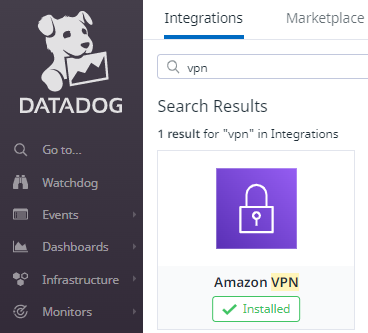 Integrations
Marketplace
vpn
DATADOG
Search Results
1 result for "vpn" in Integrations
Go to...
Watchdog
Events
Dashboards
Infrastructure
Monitors
Amazon VPN
Installed